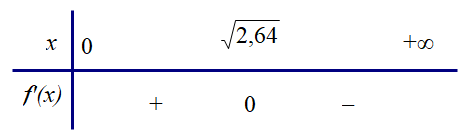 x 0 √2,64 +∞
f'(x) + 0 −